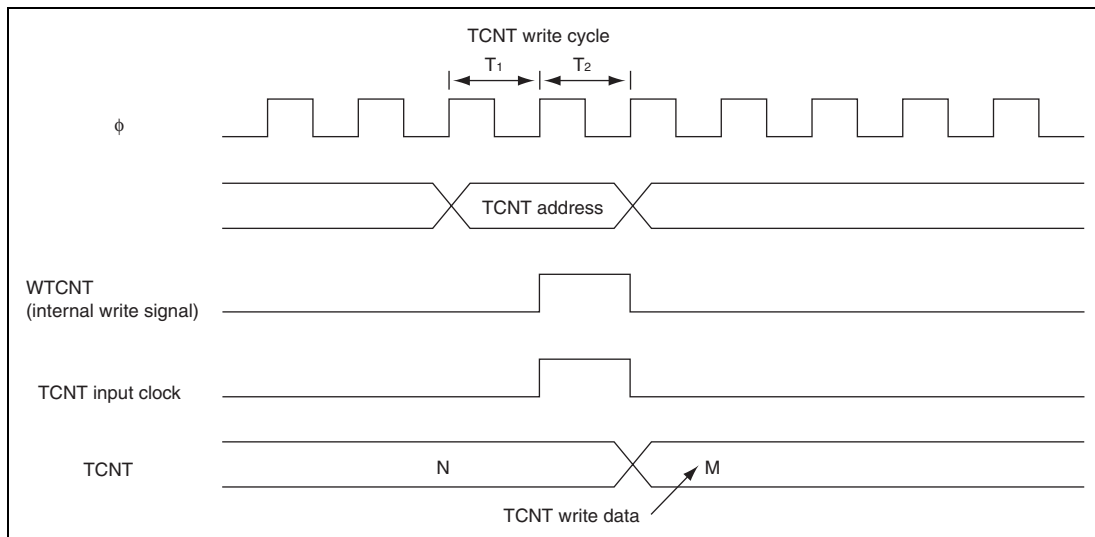 TCNT write cycle
T1 T2
φ
TCNT address
WTCNT
(internal write signal)
TCNT input clock
TCNT N M
TCNT write data